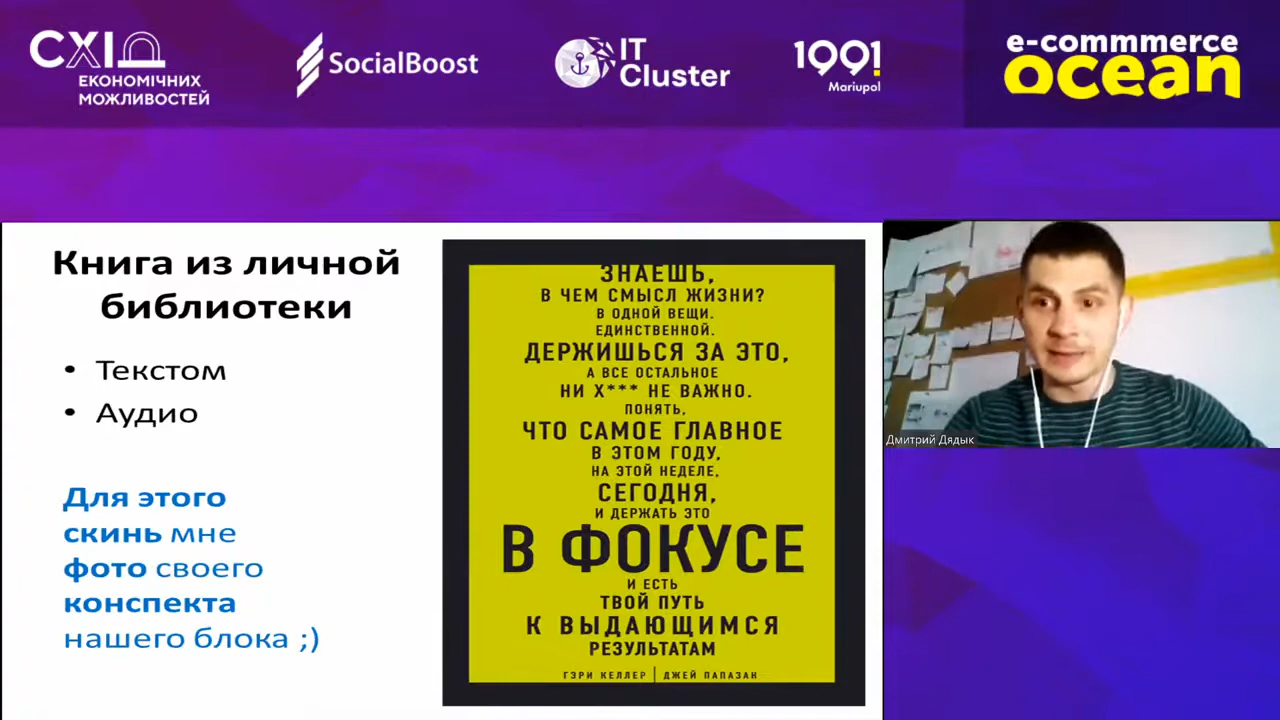 СХІД
ЕКОНОМІЧНИХ
МОЖЛИВОСТЕЙ
SocialBoost
IT
Cluster
1991
Mariupol
e-commmerce
ocean
Книга из личной
библиотеки
• Текстом
• Аудио
Для этого
скинь мне
фото своего
конспекта
нашего блока ;)
ЗНАЕШЬ,
В ЧЕМ СМЫСЛ ЖИЗНИ?
В ОДНОЙ ВЕЩИ.
ЕДИНСТВЕННОЙ.
ДЕРЖИШЬСЯ ЗА ЭТО,
А ВСЕ ОСТАЛЬНОЕ
НИ Х*** НЕ ВАЖНО.
ПОНЯТЬ,
ЧТО САМОЕ ГЛАВНОЕ
В ЭТОМ ГОДУ,
НА ЭТОЙ НЕДЕЛЕ,
СЕГОДНЯ,
И ДЕРЖАТЬ ЭТО
В ФОКУСЕ
И ЕСТЬ
ТВОЙ ПУТЬ
К ВЫДАЮЩИМСЯ
РЕЗУЛЬТАТАМ
ГЭРИ КЕЛЛЕР | ДЖЕЙ ПАПАЗАН
Дмитрий Дядык